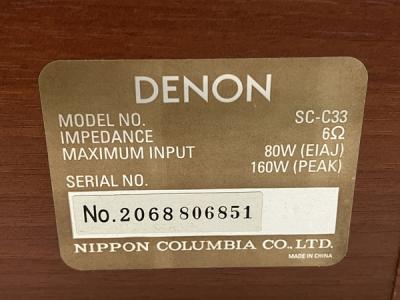 DENON
MODEL NO. SC-C33
IMPEDANCE 6Ω
MAXIMUM INPUT 80W (EIAJ)
160W (PEAK)
SERIAL NO.
No.2068806851
NIPPON COLUMBIA CO., LTD.
MADE IN CHINA